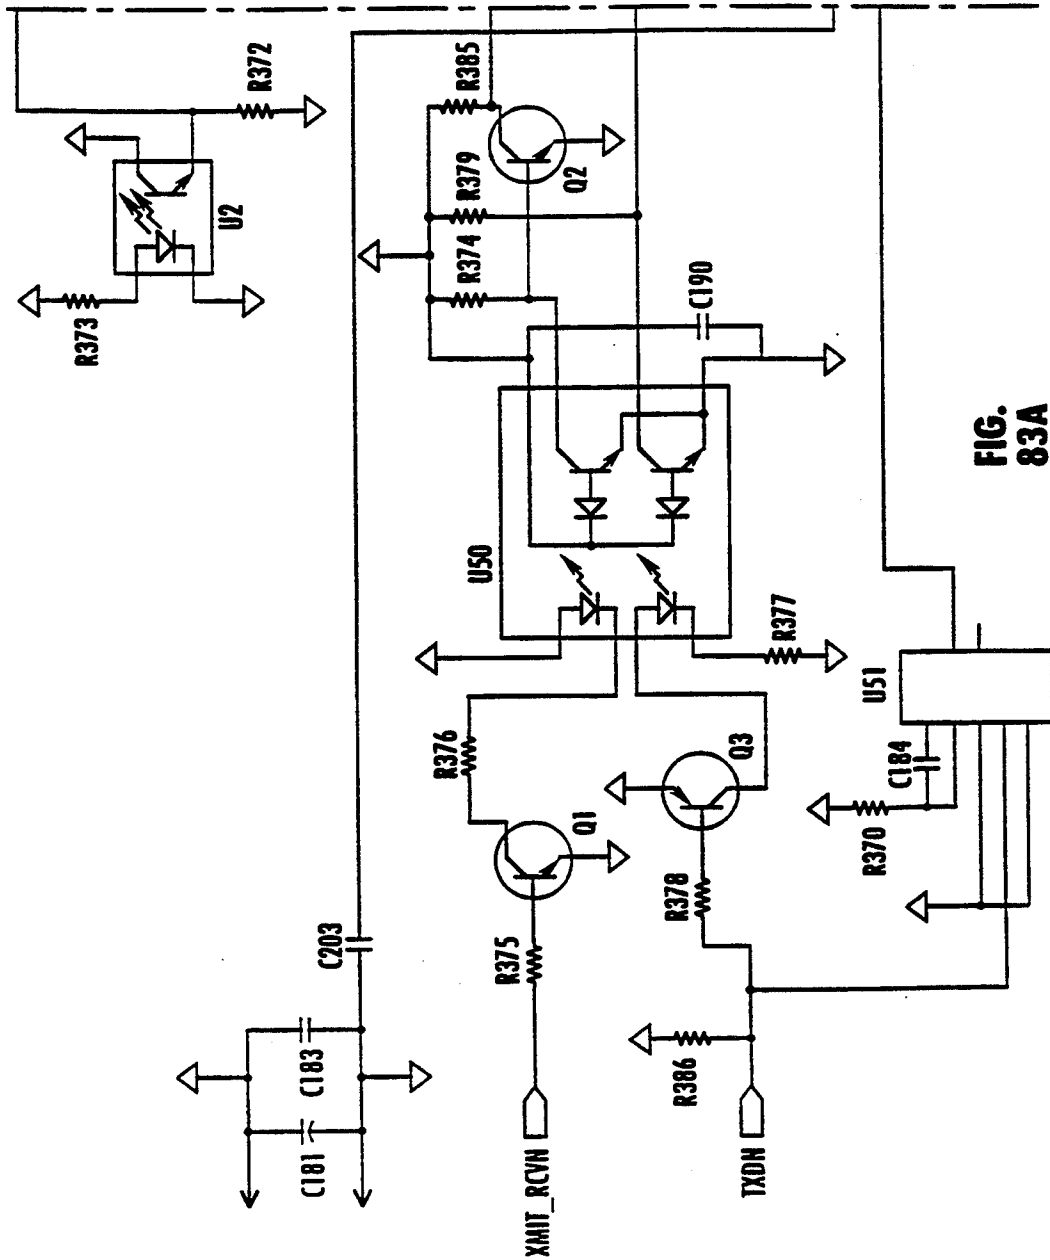 R372
U2
R373
R385
Q2
R379
R374
C190
U50
R377
R376
Q1
Q3
R375
R378
C203
C183
C181
R386
XMIT_RCVN
TXDN
U51
C184
R370
FIG.
83A